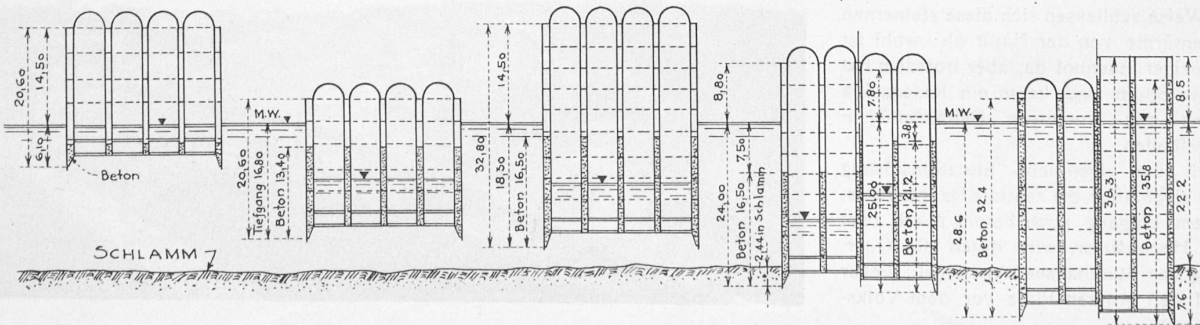 20,60
14,50
6,10
Beton
SCHLAMM
M.W.
20,60
Tiefgang 16,80
Beton 13,40
32,80
14,50
18,30
Beton 16,50
8,80
24,00
7,50
Beton 16,50
2,44 in Schlamm
7.80
25.00
3.8
Beton 21.2
M.W.
28.6
Beton 32.4
38.3
Beton 35.8
8.5
22.2
7.6